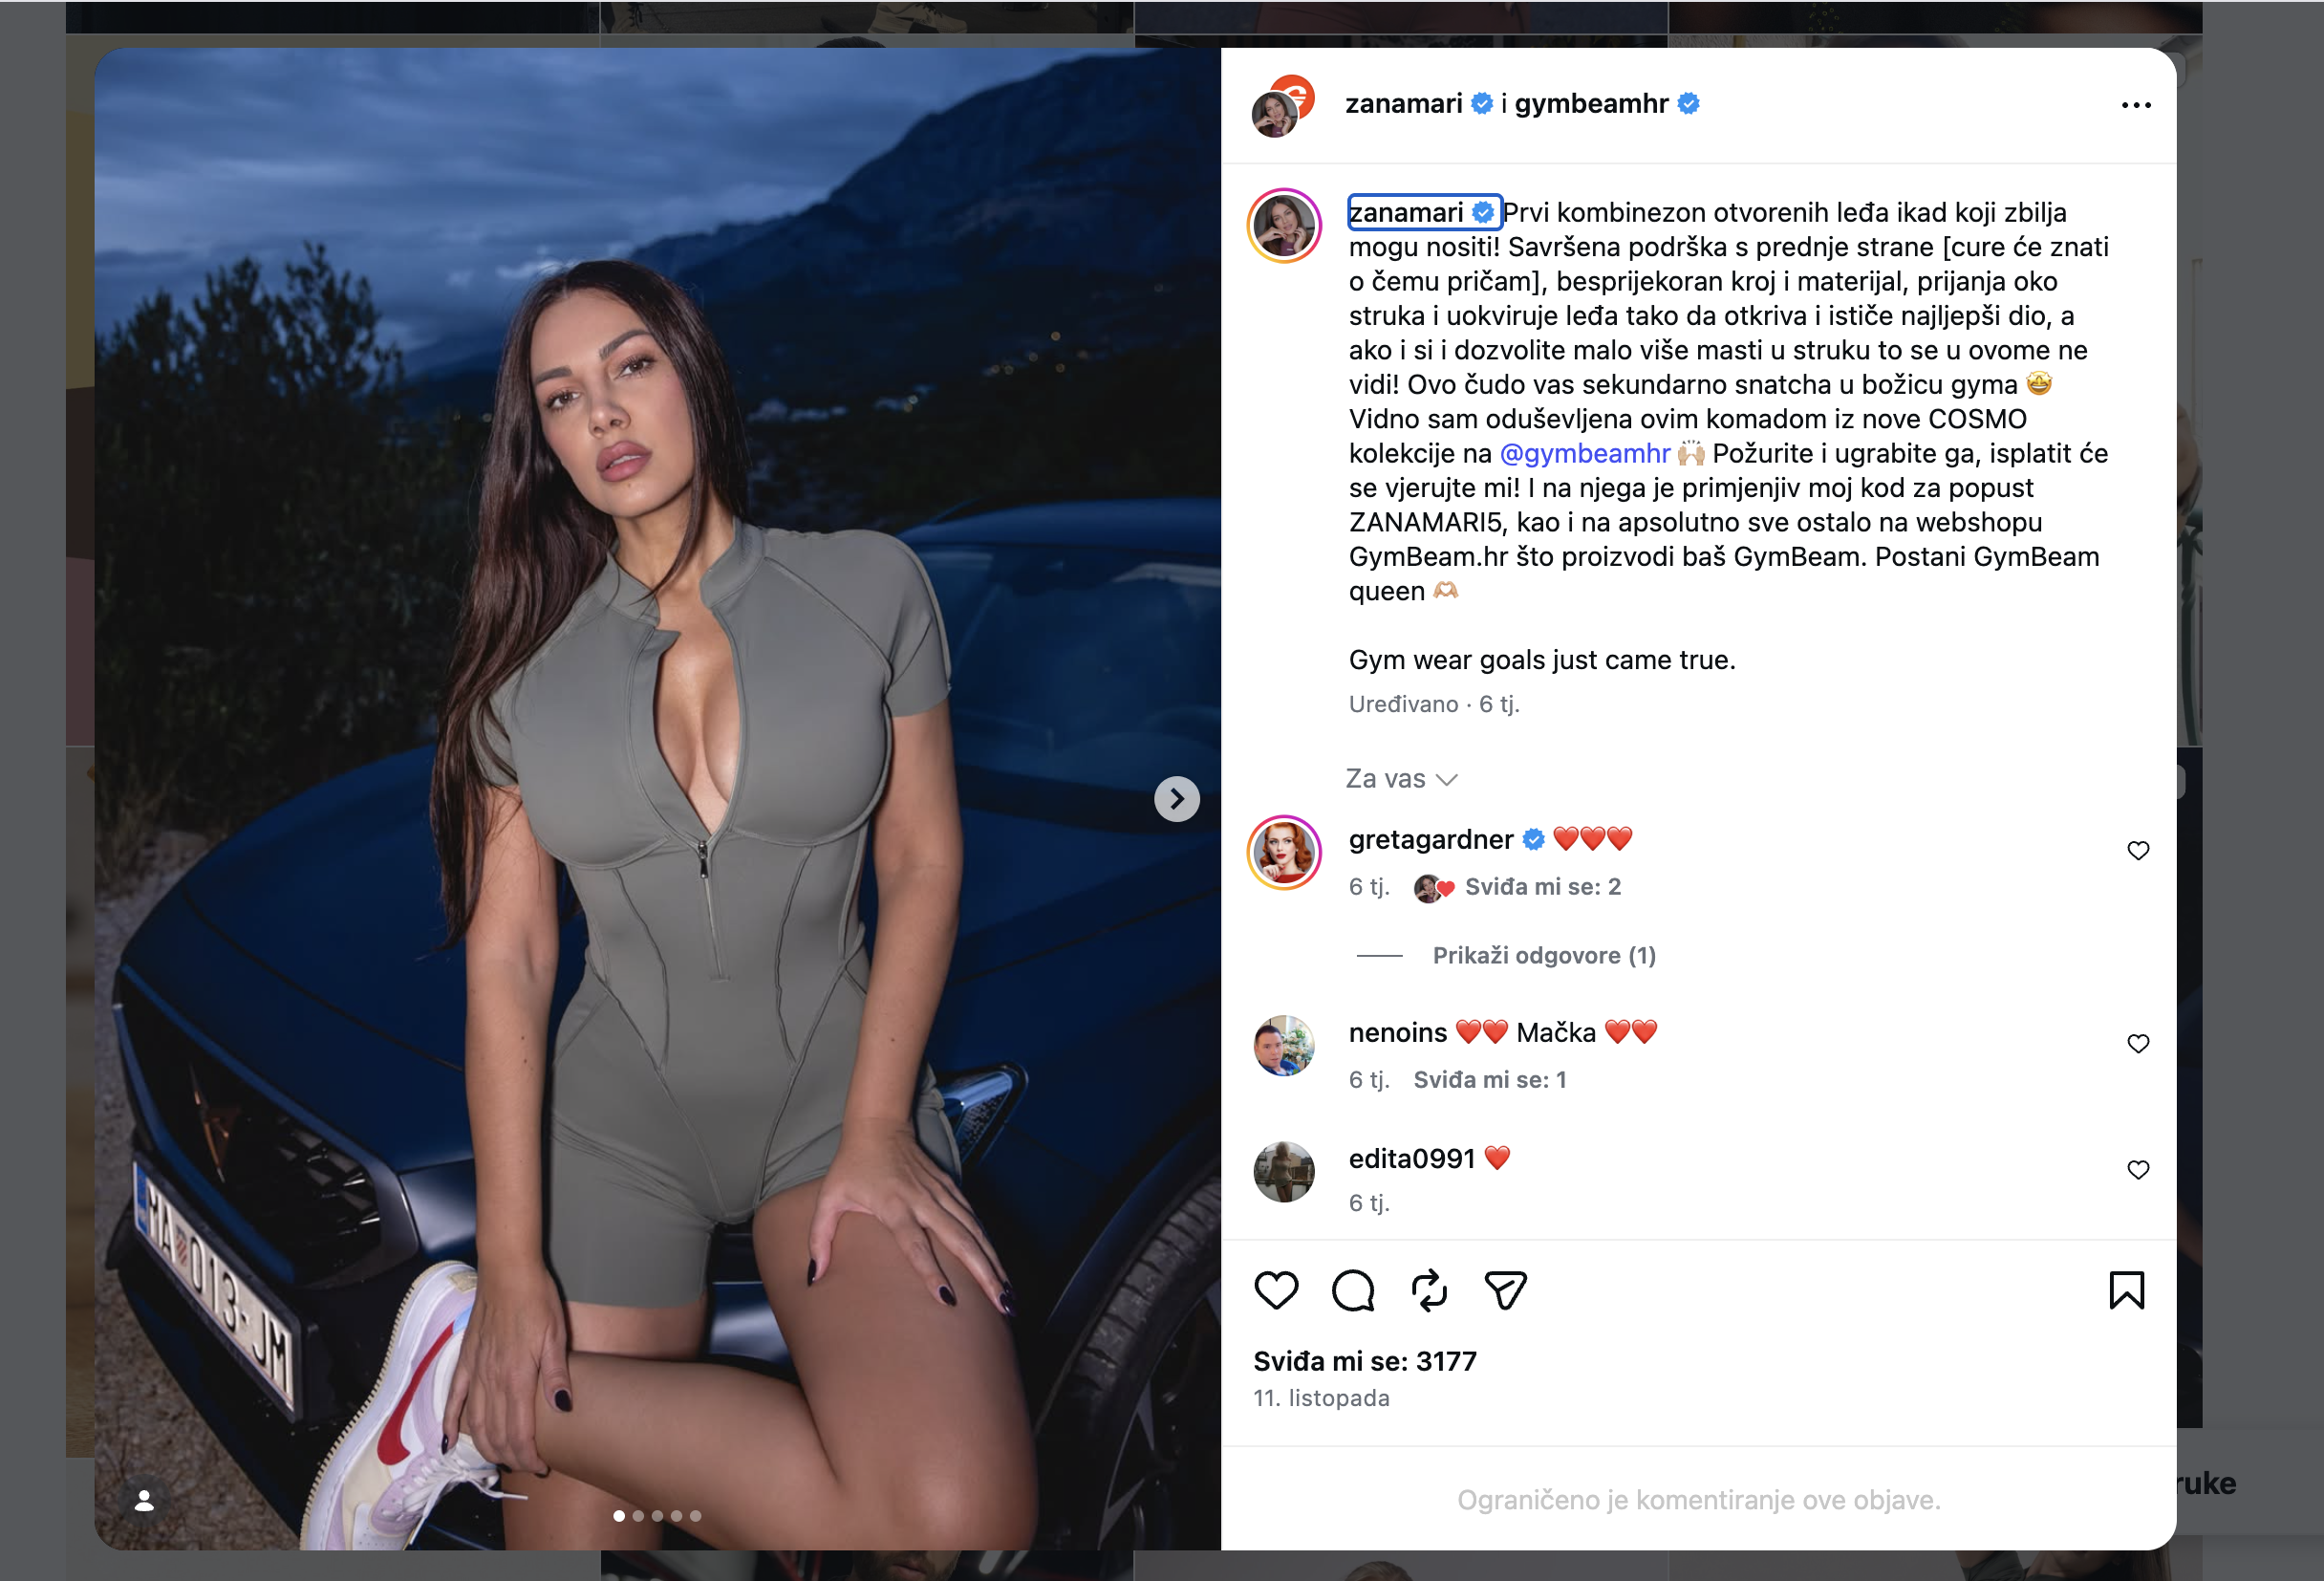 zanamari i gymbeamhr
zanamari Prvi kombinezon otvorenih leđa ikad koji zbilja
mogu nositi! Savršena podrška s prednje strane [cure će znati
o čemu pričam], besprijekoran kroj i materijal, prijanja oko
struka i uokviruje leđa tako da otkriva i ističe najljepši dio, a
ako i si i dozvolite malo više masti u struku to se u ovome ne
vidi! Ovo čudo vas sekundarno snatcha u božicu gyma 🤩
Vidno sam oduševljena ovim komadom iz nove COSMO
kolekcije na @gymbeamhr 🙌🏼 Požurite i ugrabite ga, isplatit će
se vjerujte mi! I na njega je primjenjiv moj kod za popust
ZANAMARI5, kao i na apsolutno sve ostalo na webshopu
GymBeam.hr što proizvodi baš GymBeam. Postani GymBeam
queen 🫶🏼
Gym wear goals just came true.
Uređivano · 6 tj.
Za vas
gretagardner ❤️❤️❤️
6 tj. Sviđa mi se: 2
Prikaži odgovore (1)
nenoins ❤️❤️ Mačka ❤️❤️
6 tj. Sviđa mi se: 1
edita0991 ❤️
6 tj.
Sviđa mi se: 3177
11. listopada
Ograničeno je komentiranje ove objave.
ruke
MA 013-JM